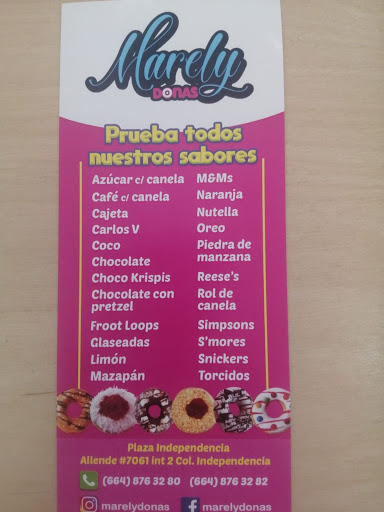 Marely
DONAS
Prueba todos
nuestros sabores
Azúcar c/ canela
Café c/ canela
Cajeta
Carlos V
Coco
Chocolate
Choco Krispis
Chocolate con
pretzel
Froot Loops
Glaseadas
Limón
Mazapán
M&Ms
Naranja
Nutella
Oreo
Piedra de
manzana
Reese's
Rol de
canela
Simpsons
S'mores
Snickers
Torcidos
Plaza Independencia
Allende #7061 int 2 Col. Independencia
(664) 876 32 80 (664) 876 32 82
marelydonas f marelydonas